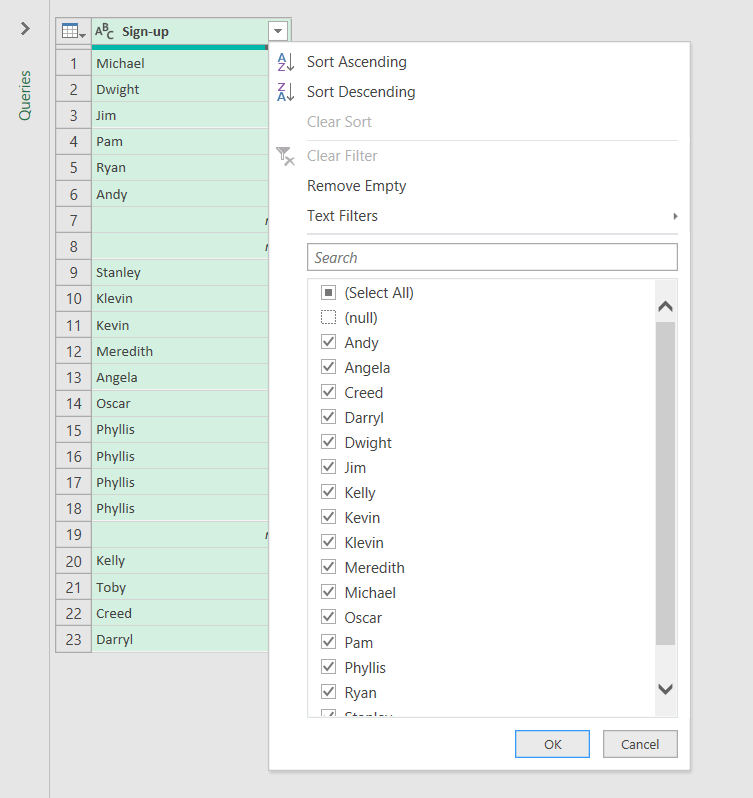 Queries
ABC Sign-up
1 Michael
2 Dwight
3 Jim
4 Pam
5 Ryan
6 Andy
7
8
9 Stanley
10 Klevin
11 Kevin
12 Meredith
13 Angela
14 Oscar
15 Phyllis
16 Phyllis
17 Phyllis
18 Phyllis
19
20 Kelly
21 Toby
22 Creed
23 Darryl
AZ Sort Ascending
ZA Sort Descending
Clear Sort
Clear Filter
Remove Empty
Text Filters
Search
(Select All)
(null)
Andy
Angela
Creed
Darryl
Dwight
Jim
Kelly
Kevin
Klevin
Meredith
Michael
Oscar
Pam
Phyllis
Ryan
OK Cancel